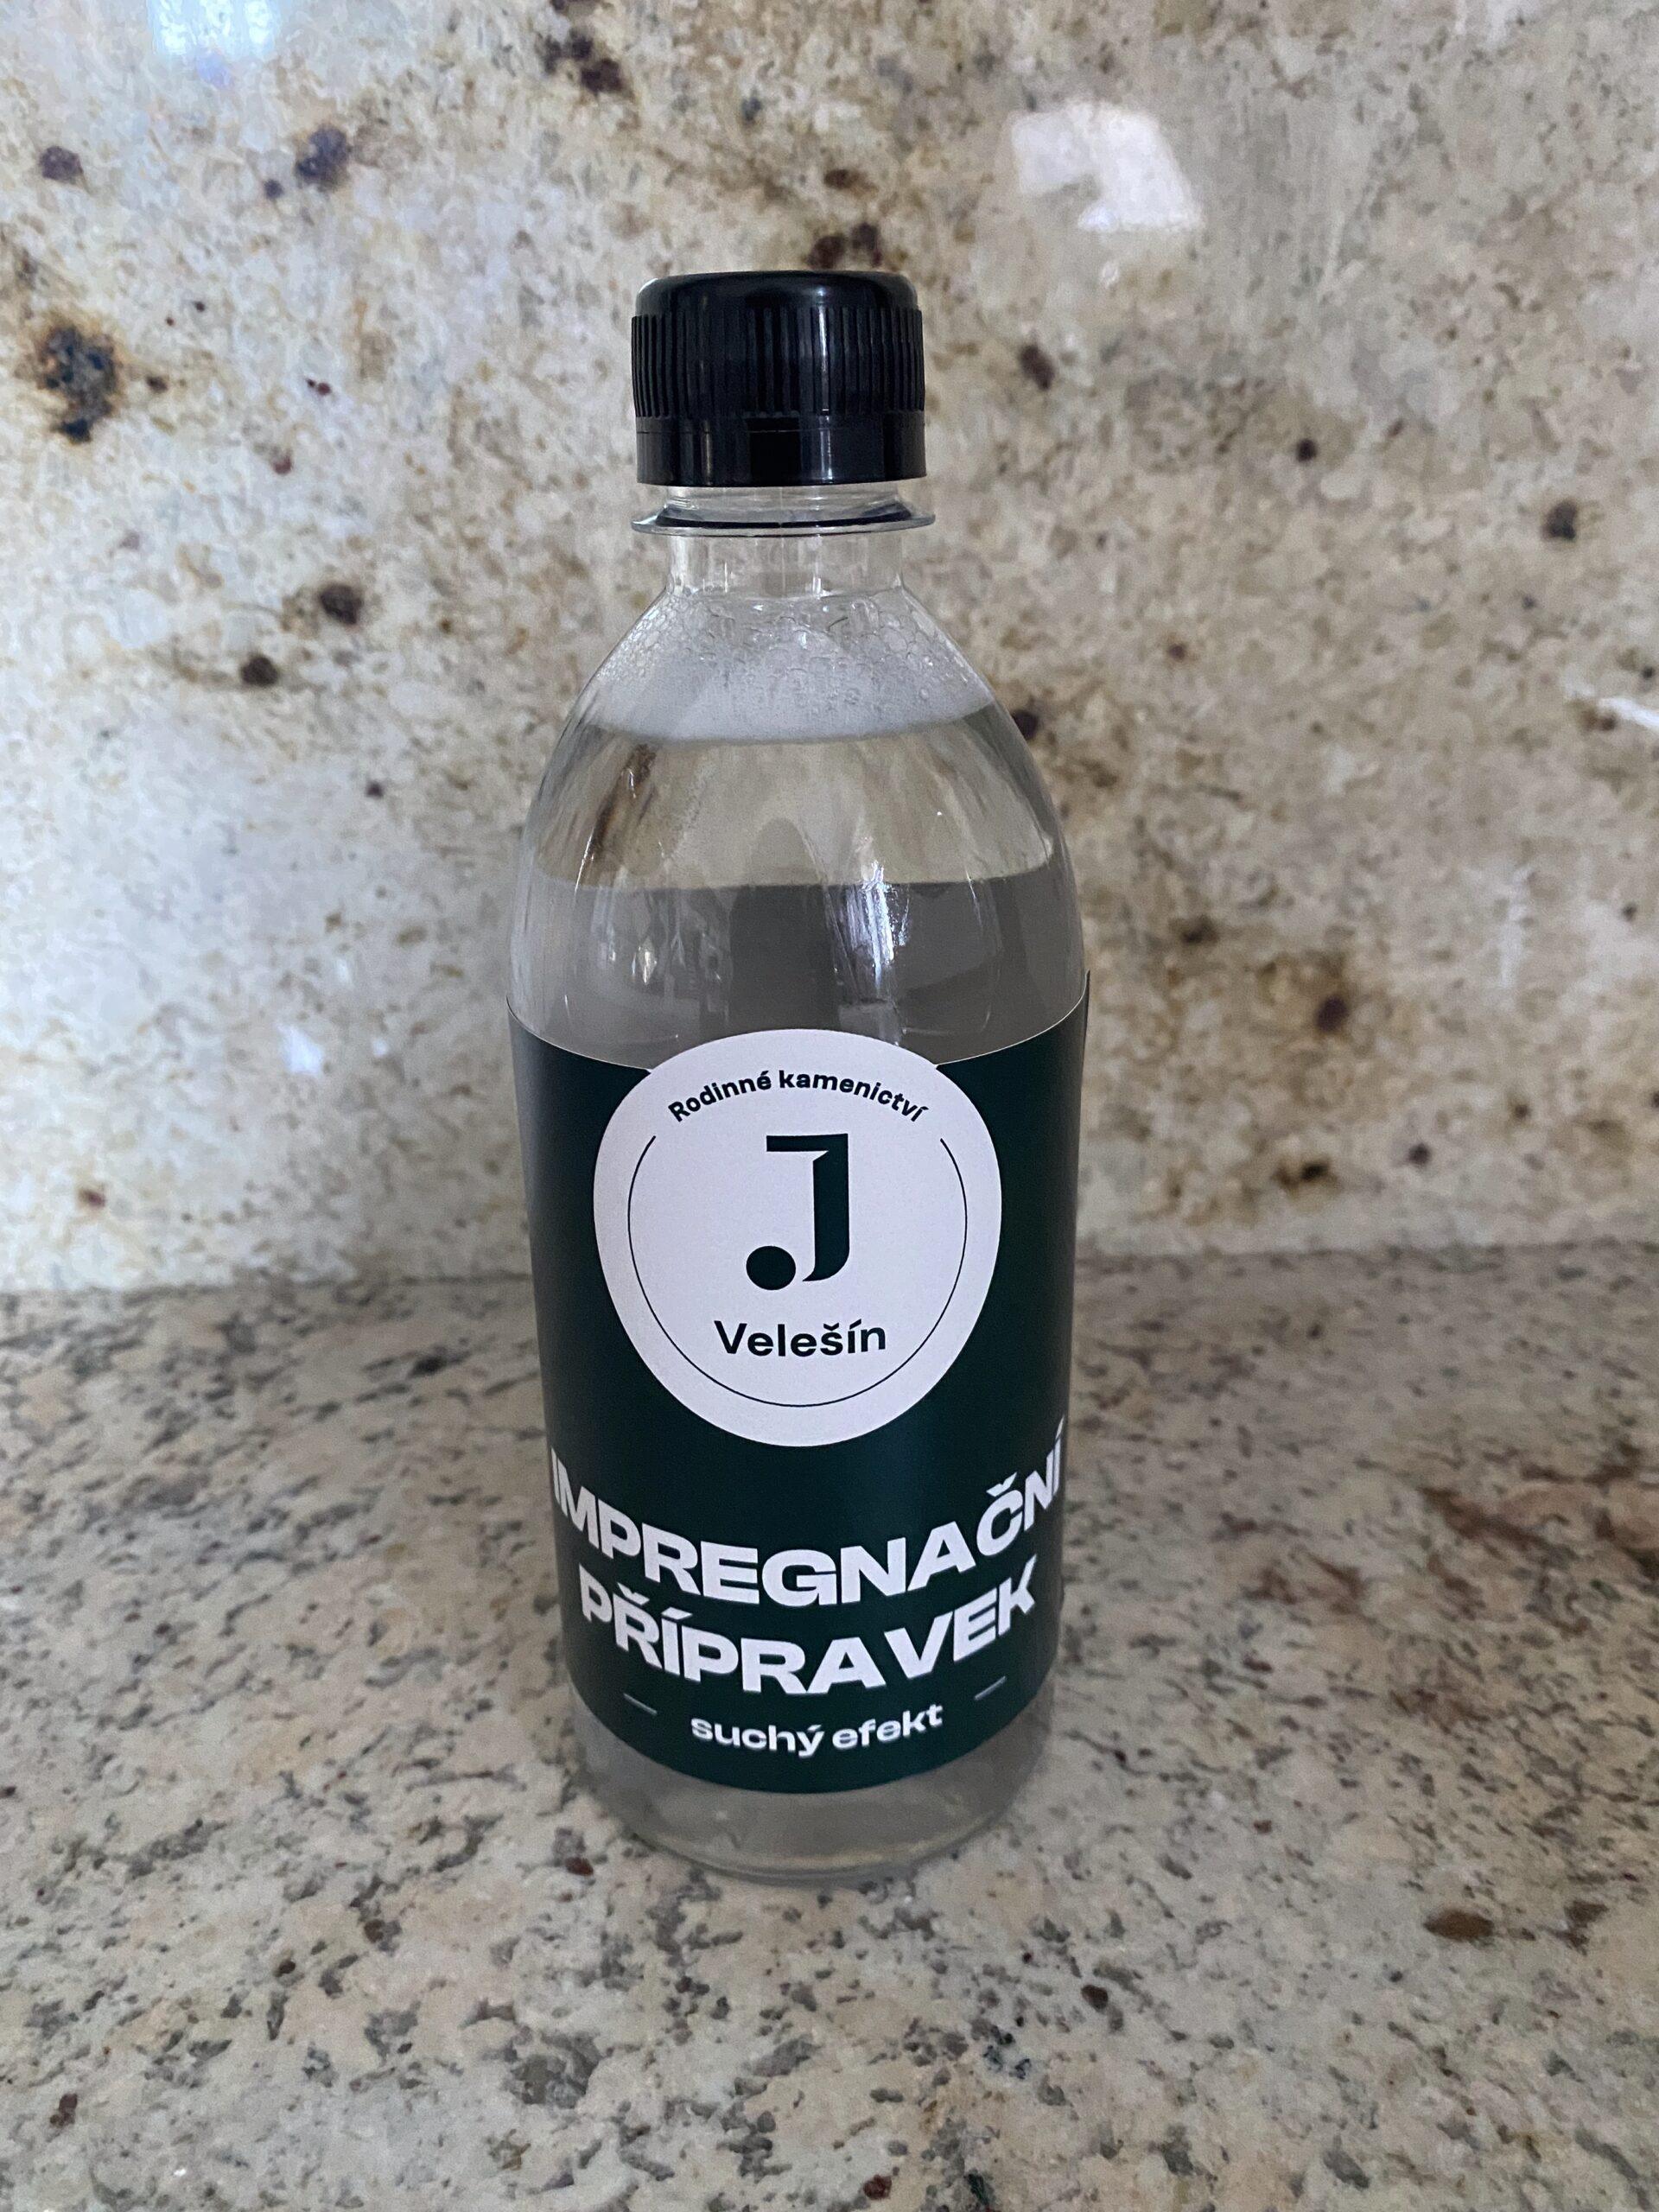 Rodinné kamenictví
J
Velešín
IMPREGNAČNÍ
PŘÍPRAVEK
suchý efekt